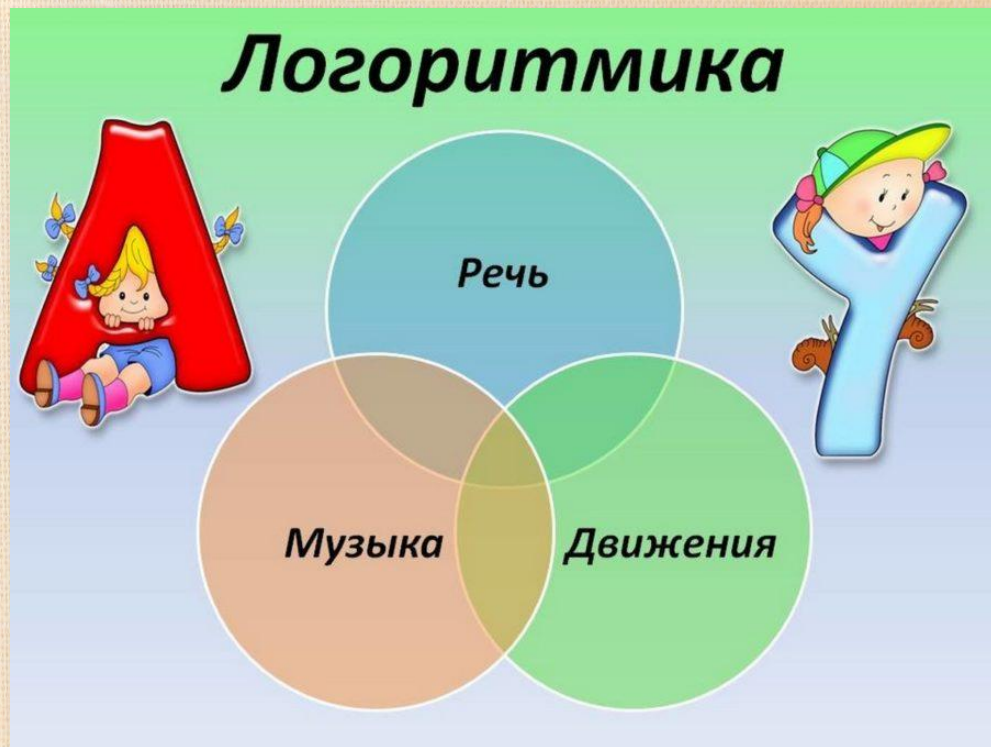 Логоритмика
А
У
Речь
Музыка
Движения